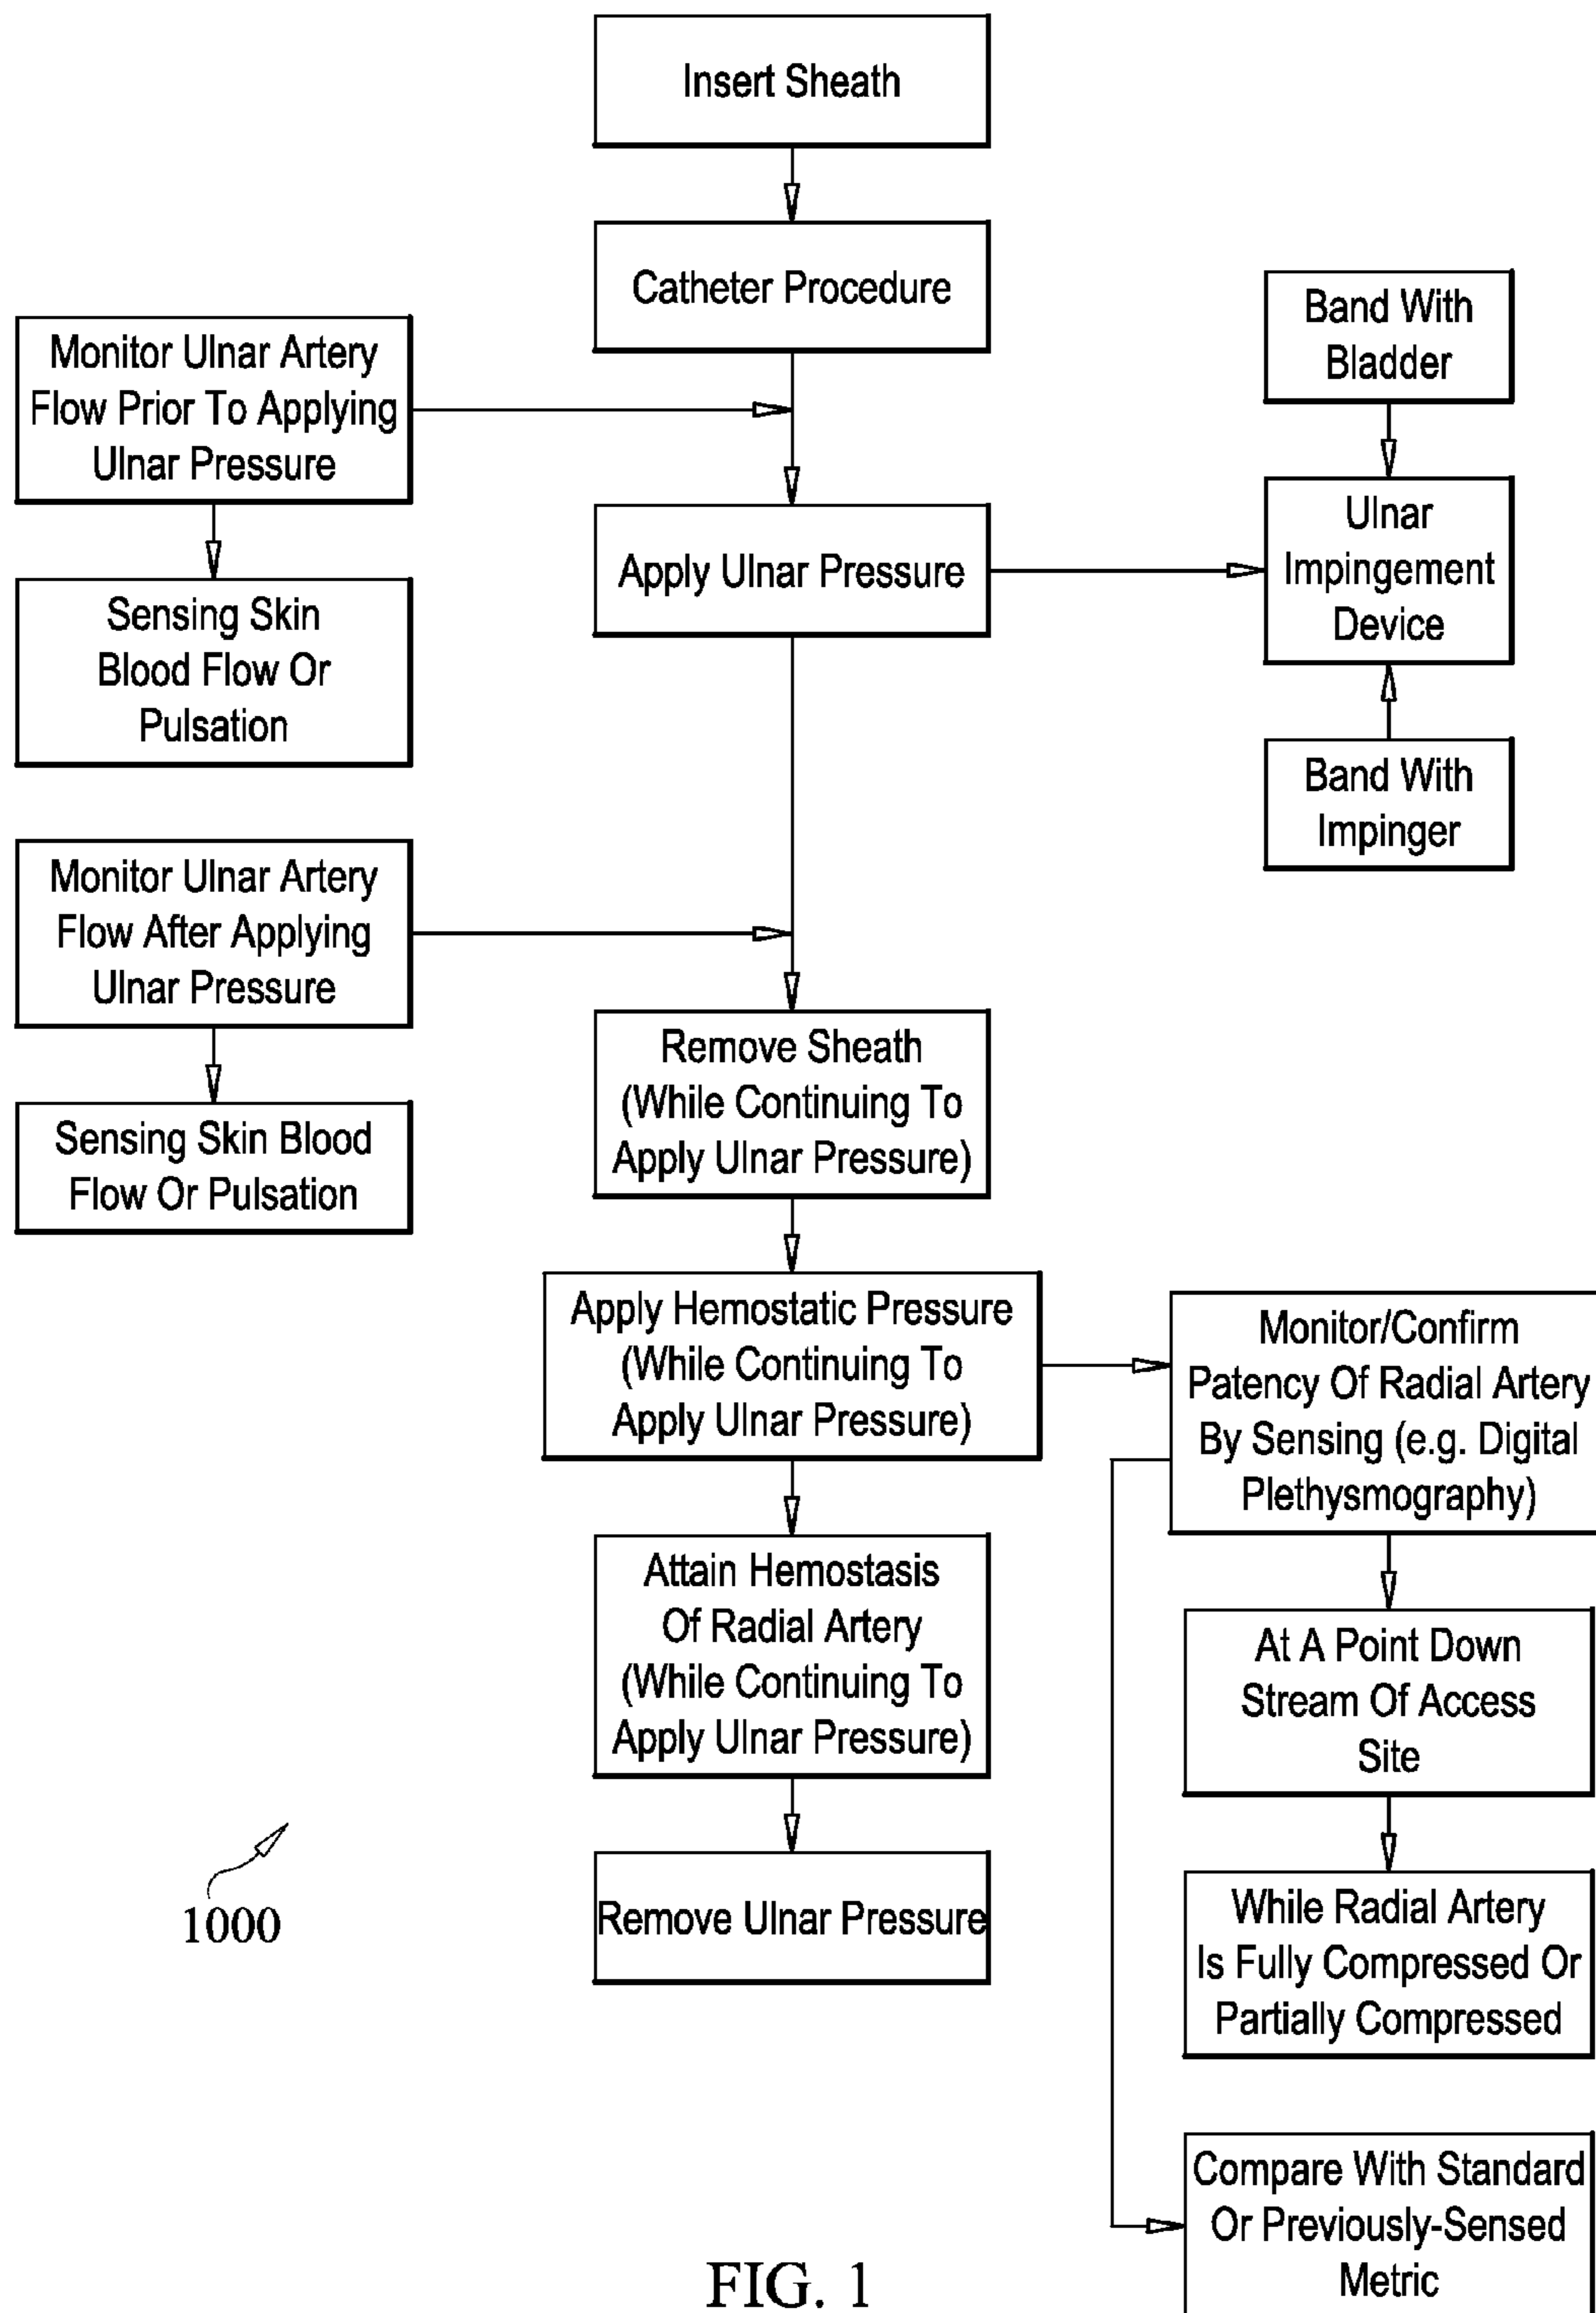 Insert Sheath
Catheter Procedure
Monitor Ulnar Artery
Flow Prior To Applying
Ulnar Pressure
Sensing Skin
Blood Flow Or
Pulsation
Band With
Bladder
Apply Ulnar Pressure
Ulnar
Impingement
Device
Band With
Impinger
Monitor Ulnar Artery
Flow After Applying
Ulnar Pressure
Sensing Skin Blood
Flow Or Pulsation
Remove Sheath
(While Continuing To
Apply Ulnar Pressure)
Apply Hemostatic Pressure
(While Continuing To
Apply Ulnar Pressure)
Monitor/Confirm
Patency Of Radial Artery
By Sensing (e.g. Digital
Plethysmography)
Attain Hemostasis
Of Radial Artery
(While Continuing To
Apply Ulnar Pressure)
At A Point Down
Stream Of Access
Site
Remove Ulnar Pressure
While Radial Artery
Is Fully Compressed Or
Partially Compressed
Compare With Standard
Or Previously-Sensed
Metric
1000
FIG. 1